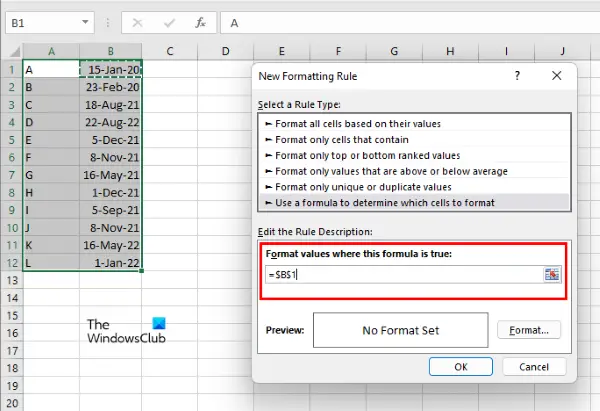 B1 A
A B C D E F G H I J
New Formatting Rule ? ×
Select a Rule Type:
► Format all cells based on their values
► Format only cells that contain
► Format only top or bottom ranked values
► Format only values that are above or below average
► Format only unique or duplicate values
► Use a formula to determine which cells to format
Edit the Rule Description:
Format values where this formula is true:
=$B$1
Preview: No Format Set Format...
OK Cancel
1 A 15-Jan-20
2 B 23-Feb-20
3 C 18-Aug-21
4 D 22-Aug-22
5 E 5-Dec-21
6 F 8-Nov-21
7 G 16-May-21
8 H 1-Dec-21
9 I 5-Sep-21
10 J 8-Nov-21
11 K 16-May-22
12 L 1-Jan-22
13
14
15
16
17
18
19
20
The
WindowsClub